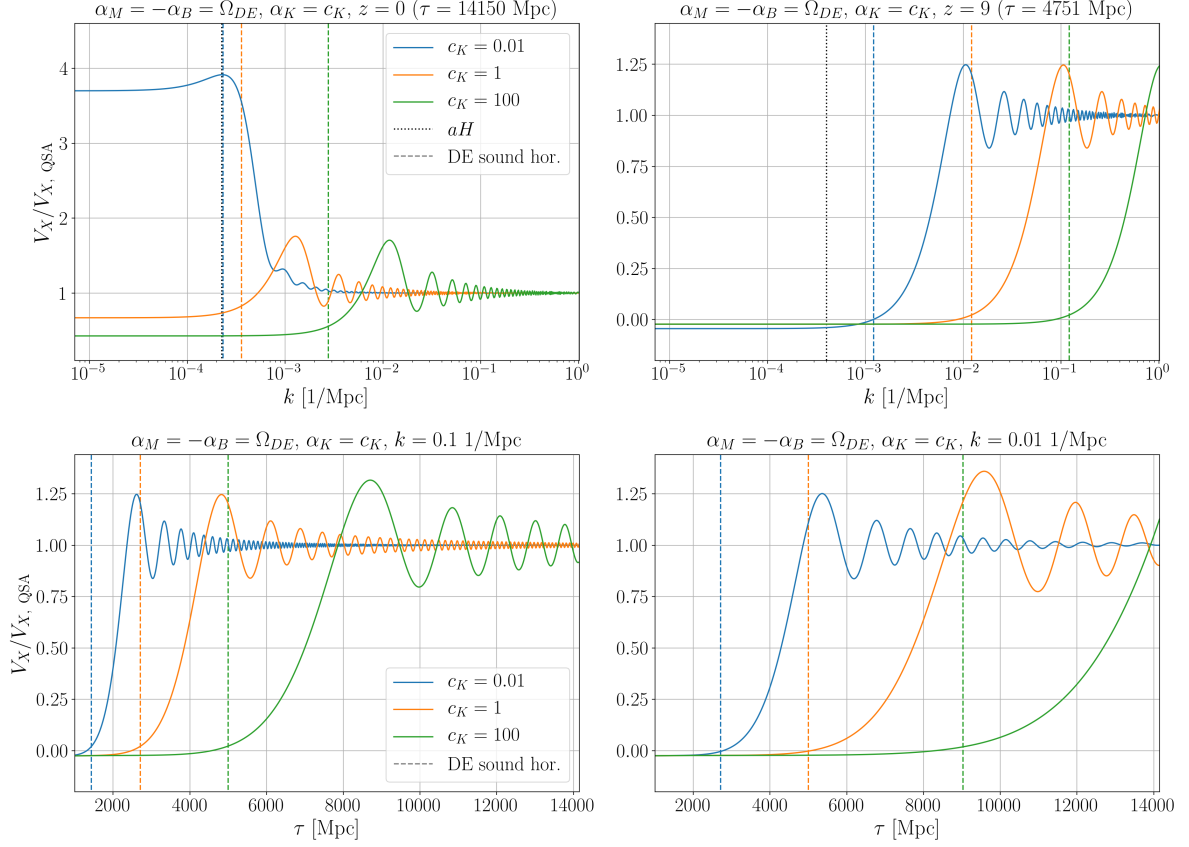 α_M = −α_B = Ω_DE, α_K = c_K, z = 0 (τ = 14150 Mpc)
4
3
2
1
V_X/V_X, QSA
c_K = 0.01
c_K = 1
c_K = 100
aH
DE sound hor.
10^−5 10^−4 10^−3 10^−2 10^−1 10^0
k [1/Mpc]
α_M = −α_B = Ω_DE, α_K = c_K, z = 9 (τ = 4751 Mpc)
1.25
1.00
0.75
0.50
0.25
0.00
10^−5 10^−4 10^−3 10^−2 10^−1 10^0
k [1/Mpc]
α_M = −α_B = Ω_DE, α_K = c_K, k = 0.1 1/Mpc
1.25
1.00
0.75
0.50
0.25
0.00
V_X/V_X, QSA
c_K = 0.01
c_K = 1
c_K = 100
DE sound hor.
2000 4000 6000 8000 10000 12000 14000
τ [Mpc]
α_M = −α_B = Ω_DE, α_K = c_K, k = 0.01 1/Mpc
1.25
1.00
0.75
0.50
0.25
0.00
2000 4000 6000 8000 10000 12000 14000
τ [Mpc]